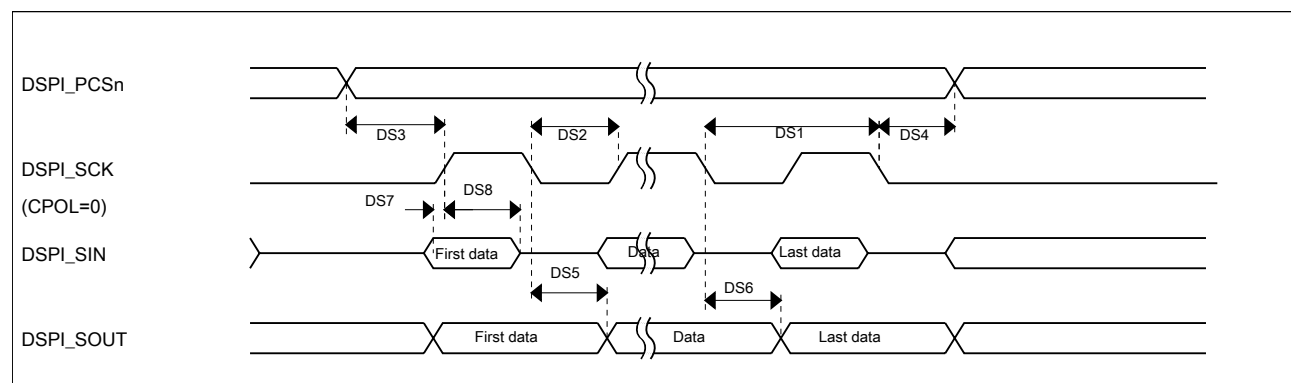 DSPI_PCSn
DS3
DS2
DS1
DS4
DSPI_SCK
(CPOL=0)
DS7
DS8
DSPI_SIN
First data
Data
Last data
DS5
DS6
DSPI_SOUT
First data
Data
Last data